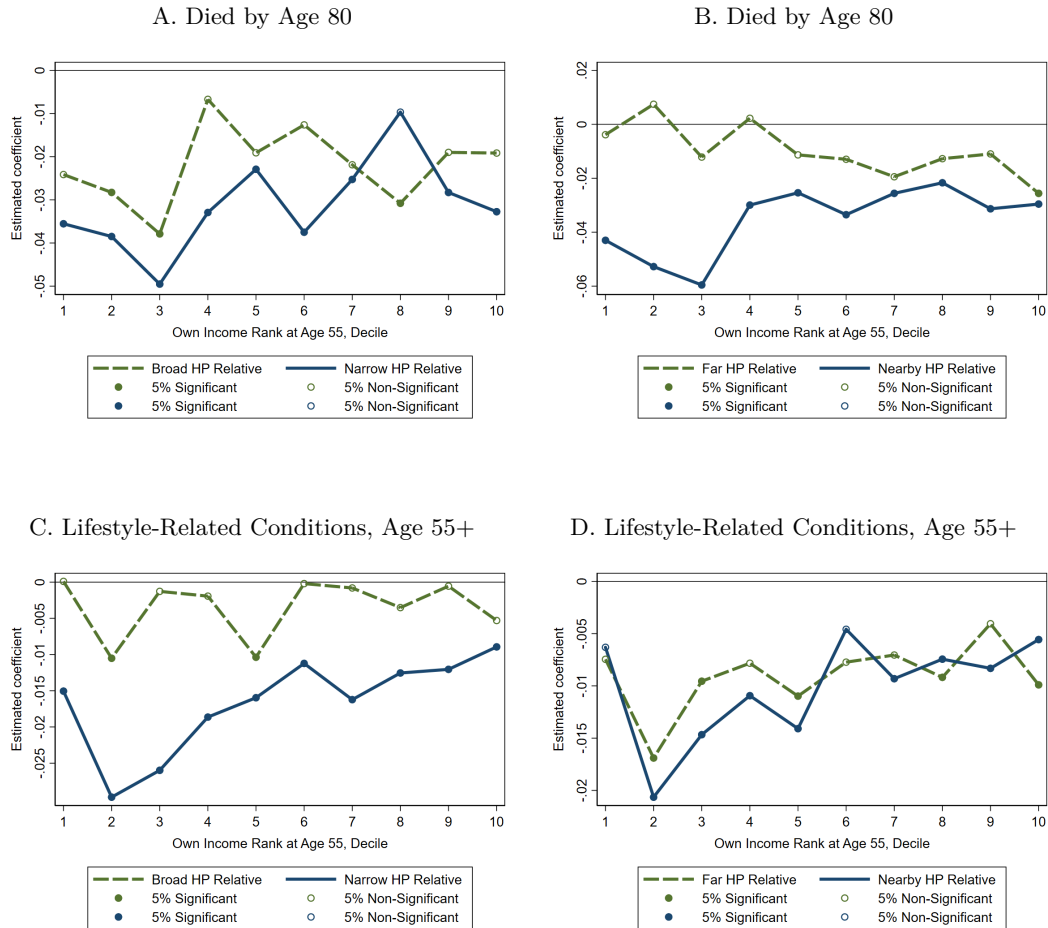 A. Died by Age 80
Estimated coefficient
0
-.01
-.02
-.03
-.04
-.05
1 2 3 4 5 6 7 8 9 10
Own Income Rank at Age 55, Decile
Broad HP Relative Narrow HP Relative
5% Significant 5% Non-Significant
5% Significant 5% Non-Significant
B. Died by Age 80
Estimated coefficient
.02
0
-.02
-.04
-.06
1 2 3 4 5 6 7 8 9 10
Own Income Rank at Age 55, Decile
Far HP Relative Nearby HP Relative
5% Significant 5% Non-Significant
5% Significant 5% Non-Significant
C. Lifestyle-Related Conditions, Age 55+
Estimated coefficient
0
-.005
-.01
-.015
-.02
-.025
1 2 3 4 5 6 7 8 9 10
Own Income Rank at Age 55, Decile
Broad HP Relative Narrow HP Relative
5% Significant 5% Non-Significant
5% Significant 5% Non-Significant
D. Lifestyle-Related Conditions, Age 55+
Estimated coefficient
0
-.005
-.01
-.015
-.02
1 2 3 4 5 6 7 8 9 10
Own Income Rank at Age 55, Decile
Far HP Relative Nearby HP Relative
5% Significant 5% Non-Significant
5% Significant 5% Non-Significant